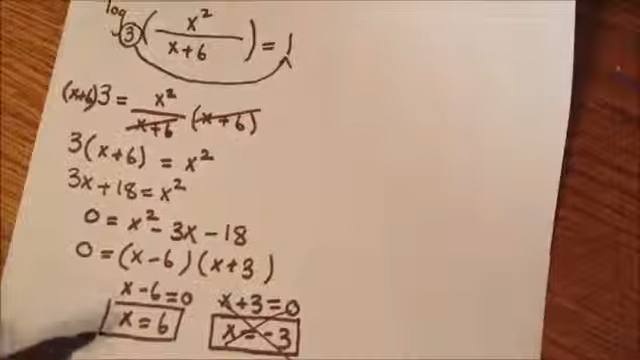 log₃(x²/(x+6)) = 1
(x+6)3 = x²/(x+6) (x+6)
3(x+6) = x²
3x+18 = x²
0 = x² - 3x - 18
0 = (x-6)(x+3)
x-6=0 x+3=0
x=6 x=-3